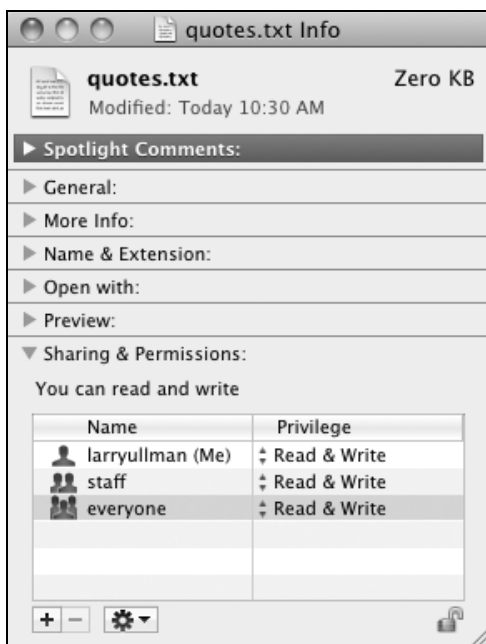 quotes.txt Info
quotes.txt Zero KB
Modified: Today 10:30 AM
Spotlight Comments:
General:
More Info:
Name & Extension:
Open with:
Preview:
Sharing & Permissions:
You can read and write
Name Privilege
larryullman (Me) Read & Write
staff Read & Write
everyone Read & Write